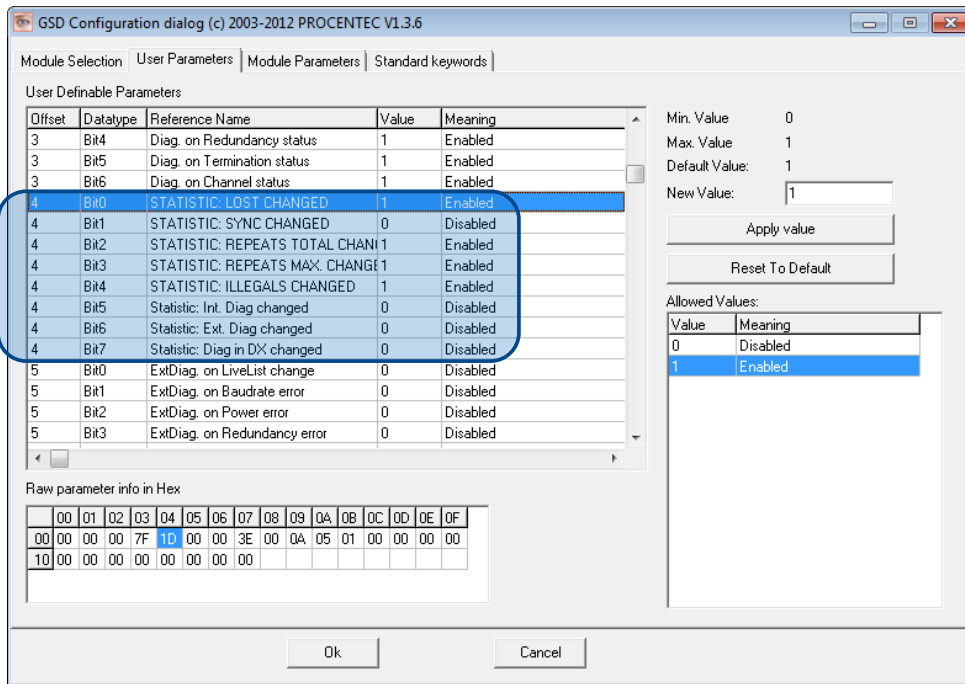 GSD Configuration dialog (c) 2003-2012 PROCENTEC V1.3.6
Module Selection User Parameters Module Parameters Standard keywords
User Definable Parameters
Offset Datatype Reference Name Value Meaning
3 Bit4 Diag. on Redundancy status 1 Enabled
3 Bit5 Diag. on Termination status 1 Enabled
3 Bit6 Diag. on Channel status 1 Enabled
4 Bit0 STATISTIC: LOST CHANGED 1 Enabled
4 Bit1 STATISTIC: SYNC CHANGED 0 Disabled
4 Bit2 STATISTIC: REPEATS TOTAL CHAN 1 Enabled
4 Bit3 STATISTIC: REPEATS MAX. CHANGE 1 Enabled
4 Bit4 STATISTIC: ILLEGALS CHANGED 1 Enabled
4 Bit5 Statistic: Int. Diag changed 0 Disabled
4 Bit6 Statistic: Ext. Diag changed 0 Disabled
4 Bit7 Statistic: Diag in DX changed 0 Disabled
5 Bit0 ExtDiag. on LiveList change 0 Disabled
5 Bit1 ExtDiag. on Baudrate error 0 Disabled
5 Bit2 ExtDiag. on Power error 0 Disabled
5 Bit3 ExtDiag. on Redundancy error 0 Disabled
Min. Value 0
Max. Value 1
Default Value: 1
New Value: 1
Apply value
Reset To Default
Allowed Values:
Value Meaning
0 Disabled
1 Enabled
Raw parameter info in Hex
00 01 02 03 04 05 06 07 08 09 0A 0B 0C 0D 0E 0F
00 00 00 00 7F 1D 00 00 3E 00 0A 05 01 00 00 00 00
10 00 00 00 00 00 00 00 00
Ok Cancel